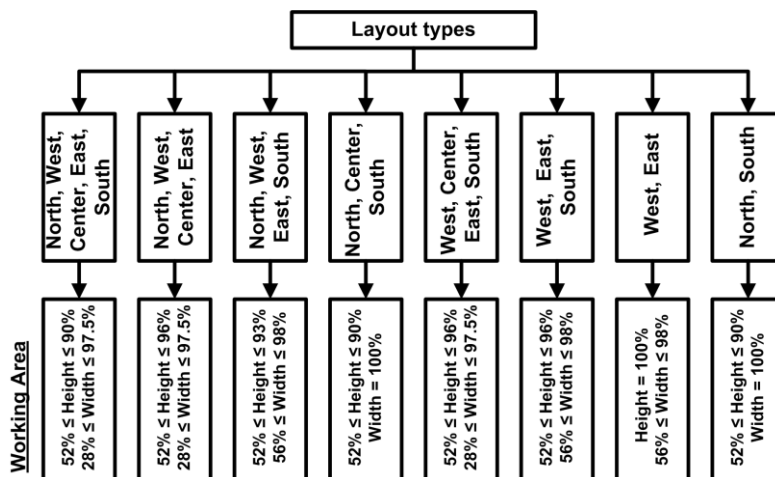 Layout types
North, West,
Center, East,
South
North, West,
Center, East
North, West,
East, South
North, Center,
South
West, Center,
East, South
West, East,
South
West, East
North, South
Working Area
52% ≤ Height ≤ 90%
28% ≤ Width ≤ 97.5%
52% ≤ Height ≤ 96%
28% ≤ Width ≤ 97.5%
52% ≤ Height ≤ 93%
56% ≤ Width ≤ 98%
52% ≤ Height ≤ 90%
Width = 100%
52% ≤ Height ≤ 96%
28% ≤ Width ≤ 97.5%
52% ≤ Height ≤ 96%
56% ≤ Width ≤ 98%
Height = 100%
56% ≤ Width ≤ 98%
52% ≤ Height ≤ 90%
Width = 100%